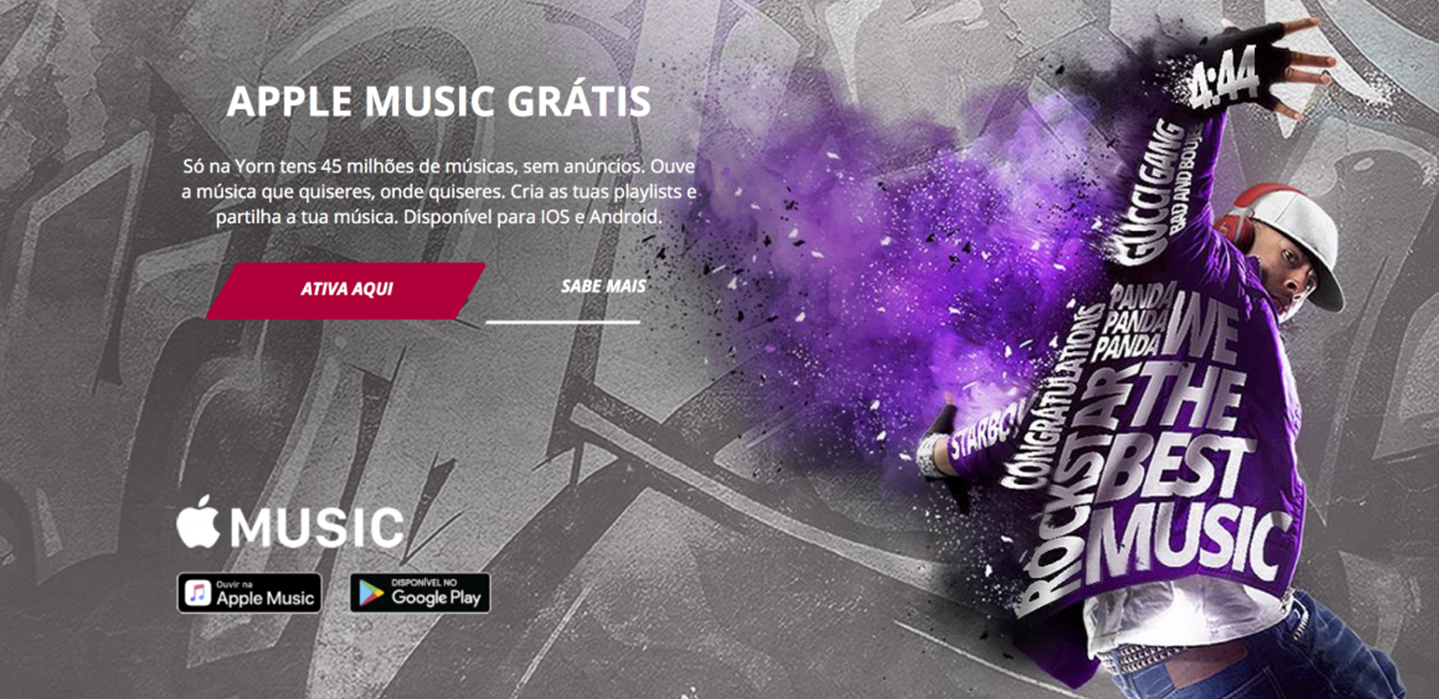 APPLE MUSIC GRÁTIS
Só na Yorn tens 45 milhões de músicas, sem anúncios. Ouve
a música que quiseres, onde quiseres. Cria as tuas playlists e
partilha a tua música. Disponível para IOS e Android.
ATIVA AQUI
SABE MAIS
MUSIC
Ouvir na
Apple Music
DISPONÍVEL NO
Google Play
4:44
GUCCI GANG
BAD AND BOUJEE
PANDA
PANDA
PANDA
CONGRATULATIONS
STARBOY
ROCKSTAR
WE
THE
BEST
MUSIC